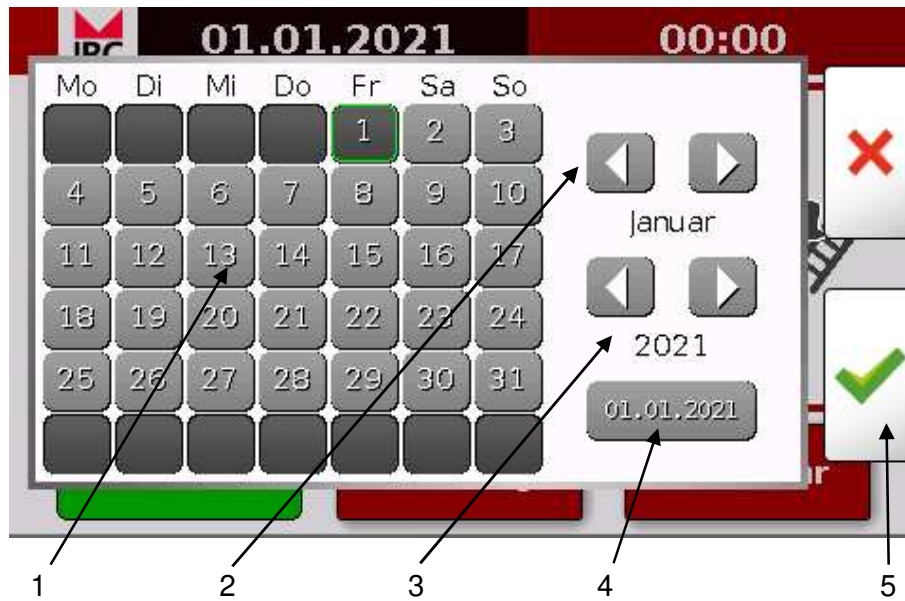 01.01.2021 00:00
Mo Di Mi Do Fr Sa So
1 2 3
4 5 6 7 8 9 10
11 12 13 14 15 16 17
18 19 20 21 22 23 24
25 26 27 28 29 30 31
Januar
2021
01.01.2021
1 2 3 4 5